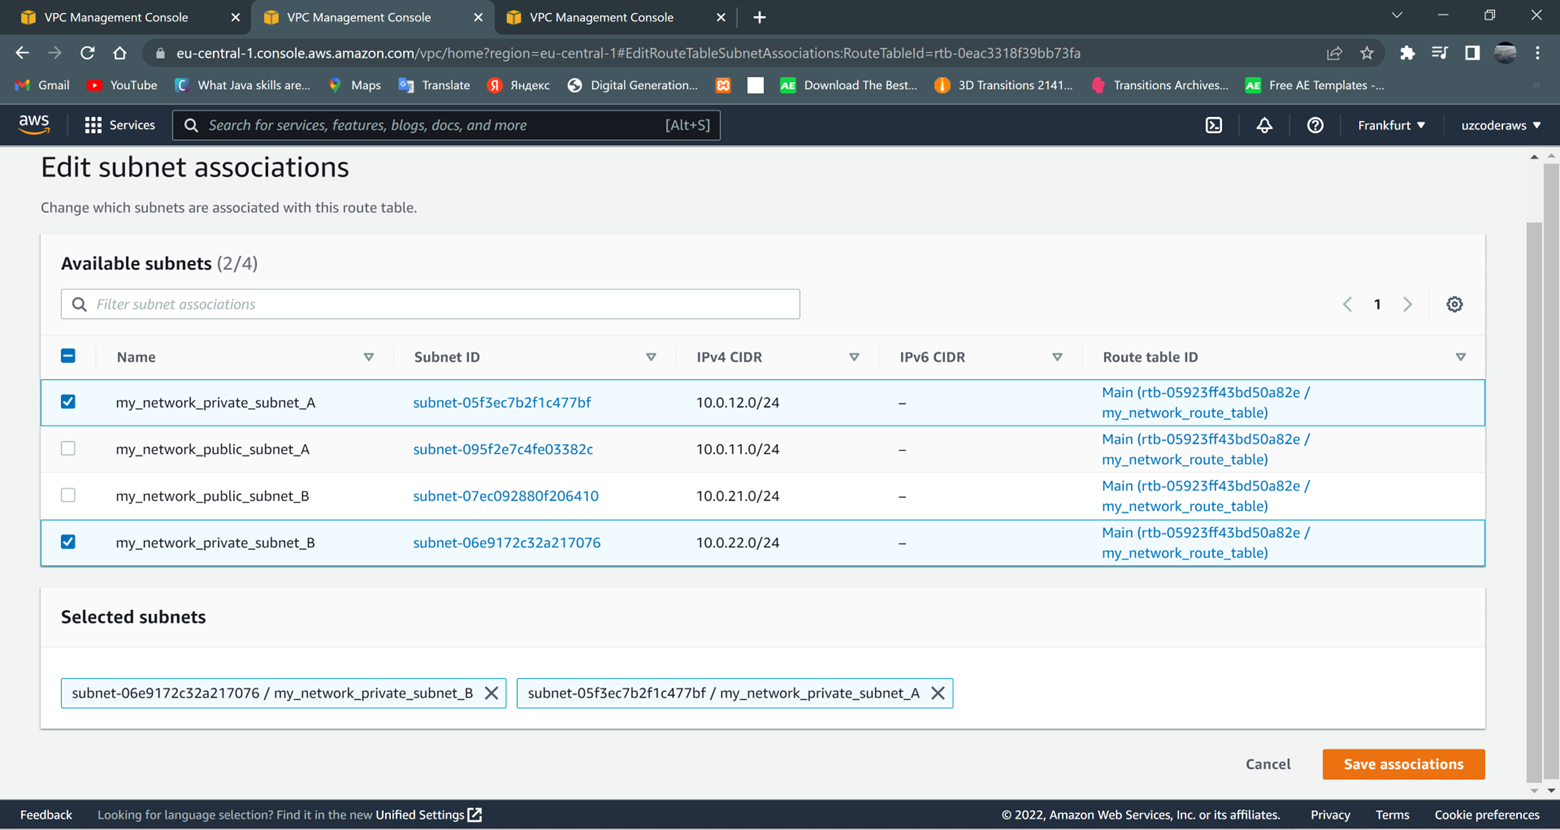 VPC Management Console
VPC Management Console
VPC Management Console
eu-central-1.console.aws.amazon.com/vpc/home?region=eu-central-1#EditRouteTableSubnetAssociations:RouteTableId=rtb-0eac3318f39bb73fa
Gmail YouTube What Java skills are... Maps Translate Яндекс Digital Generation... Download The Best... 3D Transitions 2141... Transitions Archives... Free AE Templates -...
aws Services Search for services, features, blogs, docs, and more [Alt+S] Frankfurt uzcoderaws
Edit subnet associations
Change which subnets are associated with this route table.
Available subnets (2/4)
Filter subnet associations
1
Name Subnet ID IPv4 CIDR IPv6 CIDR Route table ID
my_network_private_subnet_A subnet-05f3ec7b2f1c477bf 10.0.12.0/24 – Main (rtb-05923ff43bd50a82e /
my_network_route_table)
my_network_public_subnet_A subnet-095f2e7c4fe03382c 10.0.11.0/24 – Main (rtb-05923ff43bd50a82e /
my_network_route_table)
my_network_public_subnet_B subnet-07ec092880f206410 10.0.21.0/24 – Main (rtb-05923ff43bd50a82e /
my_network_route_table)
my_network_private_subnet_B subnet-06e9172c32a217076 10.0.22.0/24 – Main (rtb-05923ff43bd50a82e /
my_network_route_table)
Selected subnets
subnet-06e9172c32a217076 / my_network_private_subnet_B
subnet-05f3ec7b2f1c477bf / my_network_private_subnet_A
Cancel Save associations
Feedback Looking for language selection? Find it in the new Unified Settings © 2022, Amazon Web Services, Inc. or its affiliates. Privacy Terms Cookie preferences